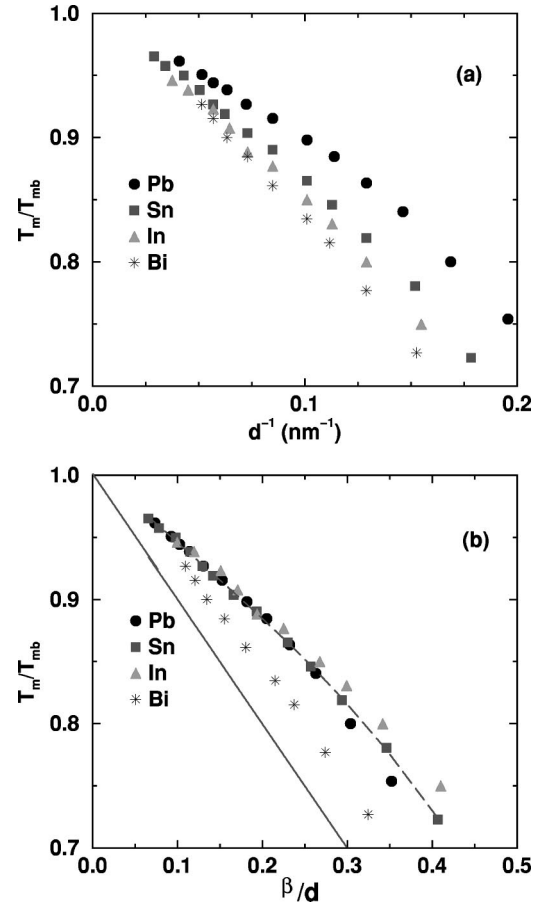 1.0
(a)
0.9
T_m/T_mb
Pb
Sn
In
Bi
0.8
0.7
0.0 0.1 0.2
d⁻¹ (nm⁻¹)
1.0
(b)
0.9
T_m/T_mb
Pb
Sn
In
Bi
0.8
0.7
0.0 0.1 0.2 0.3 0.4 0.5
β/d